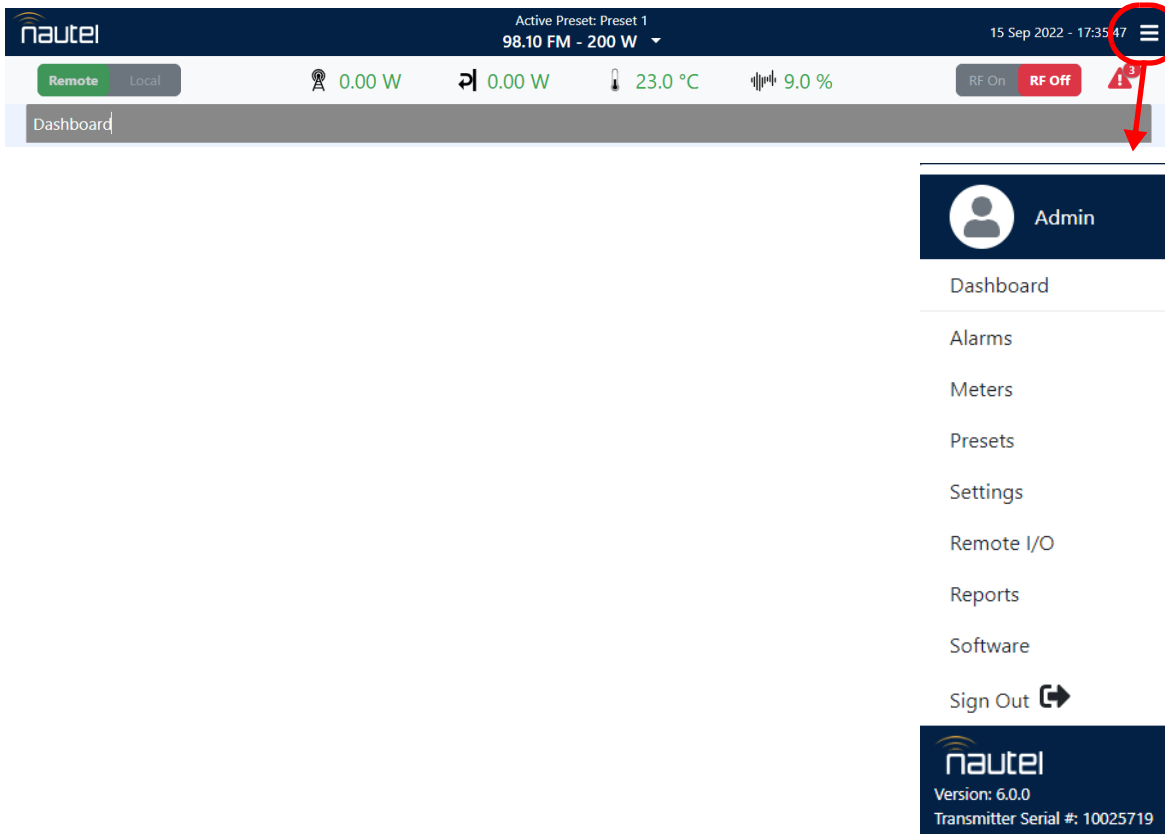 nautel
Active Preset: Preset 1
98.10 FM - 200 W
15 Sep 2022 - 17:35:47
Remote Local
0.00 W
0.00 W
23.0 °C
9.0 %
RF On RF Off
3
Dashboard
Admin
Dashboard
Alarms
Meters
Presets
Settings
Remote I/O
Reports
Software
Sign Out
nautel
Version: 6.0.0
Transmitter Serial #: 10025719